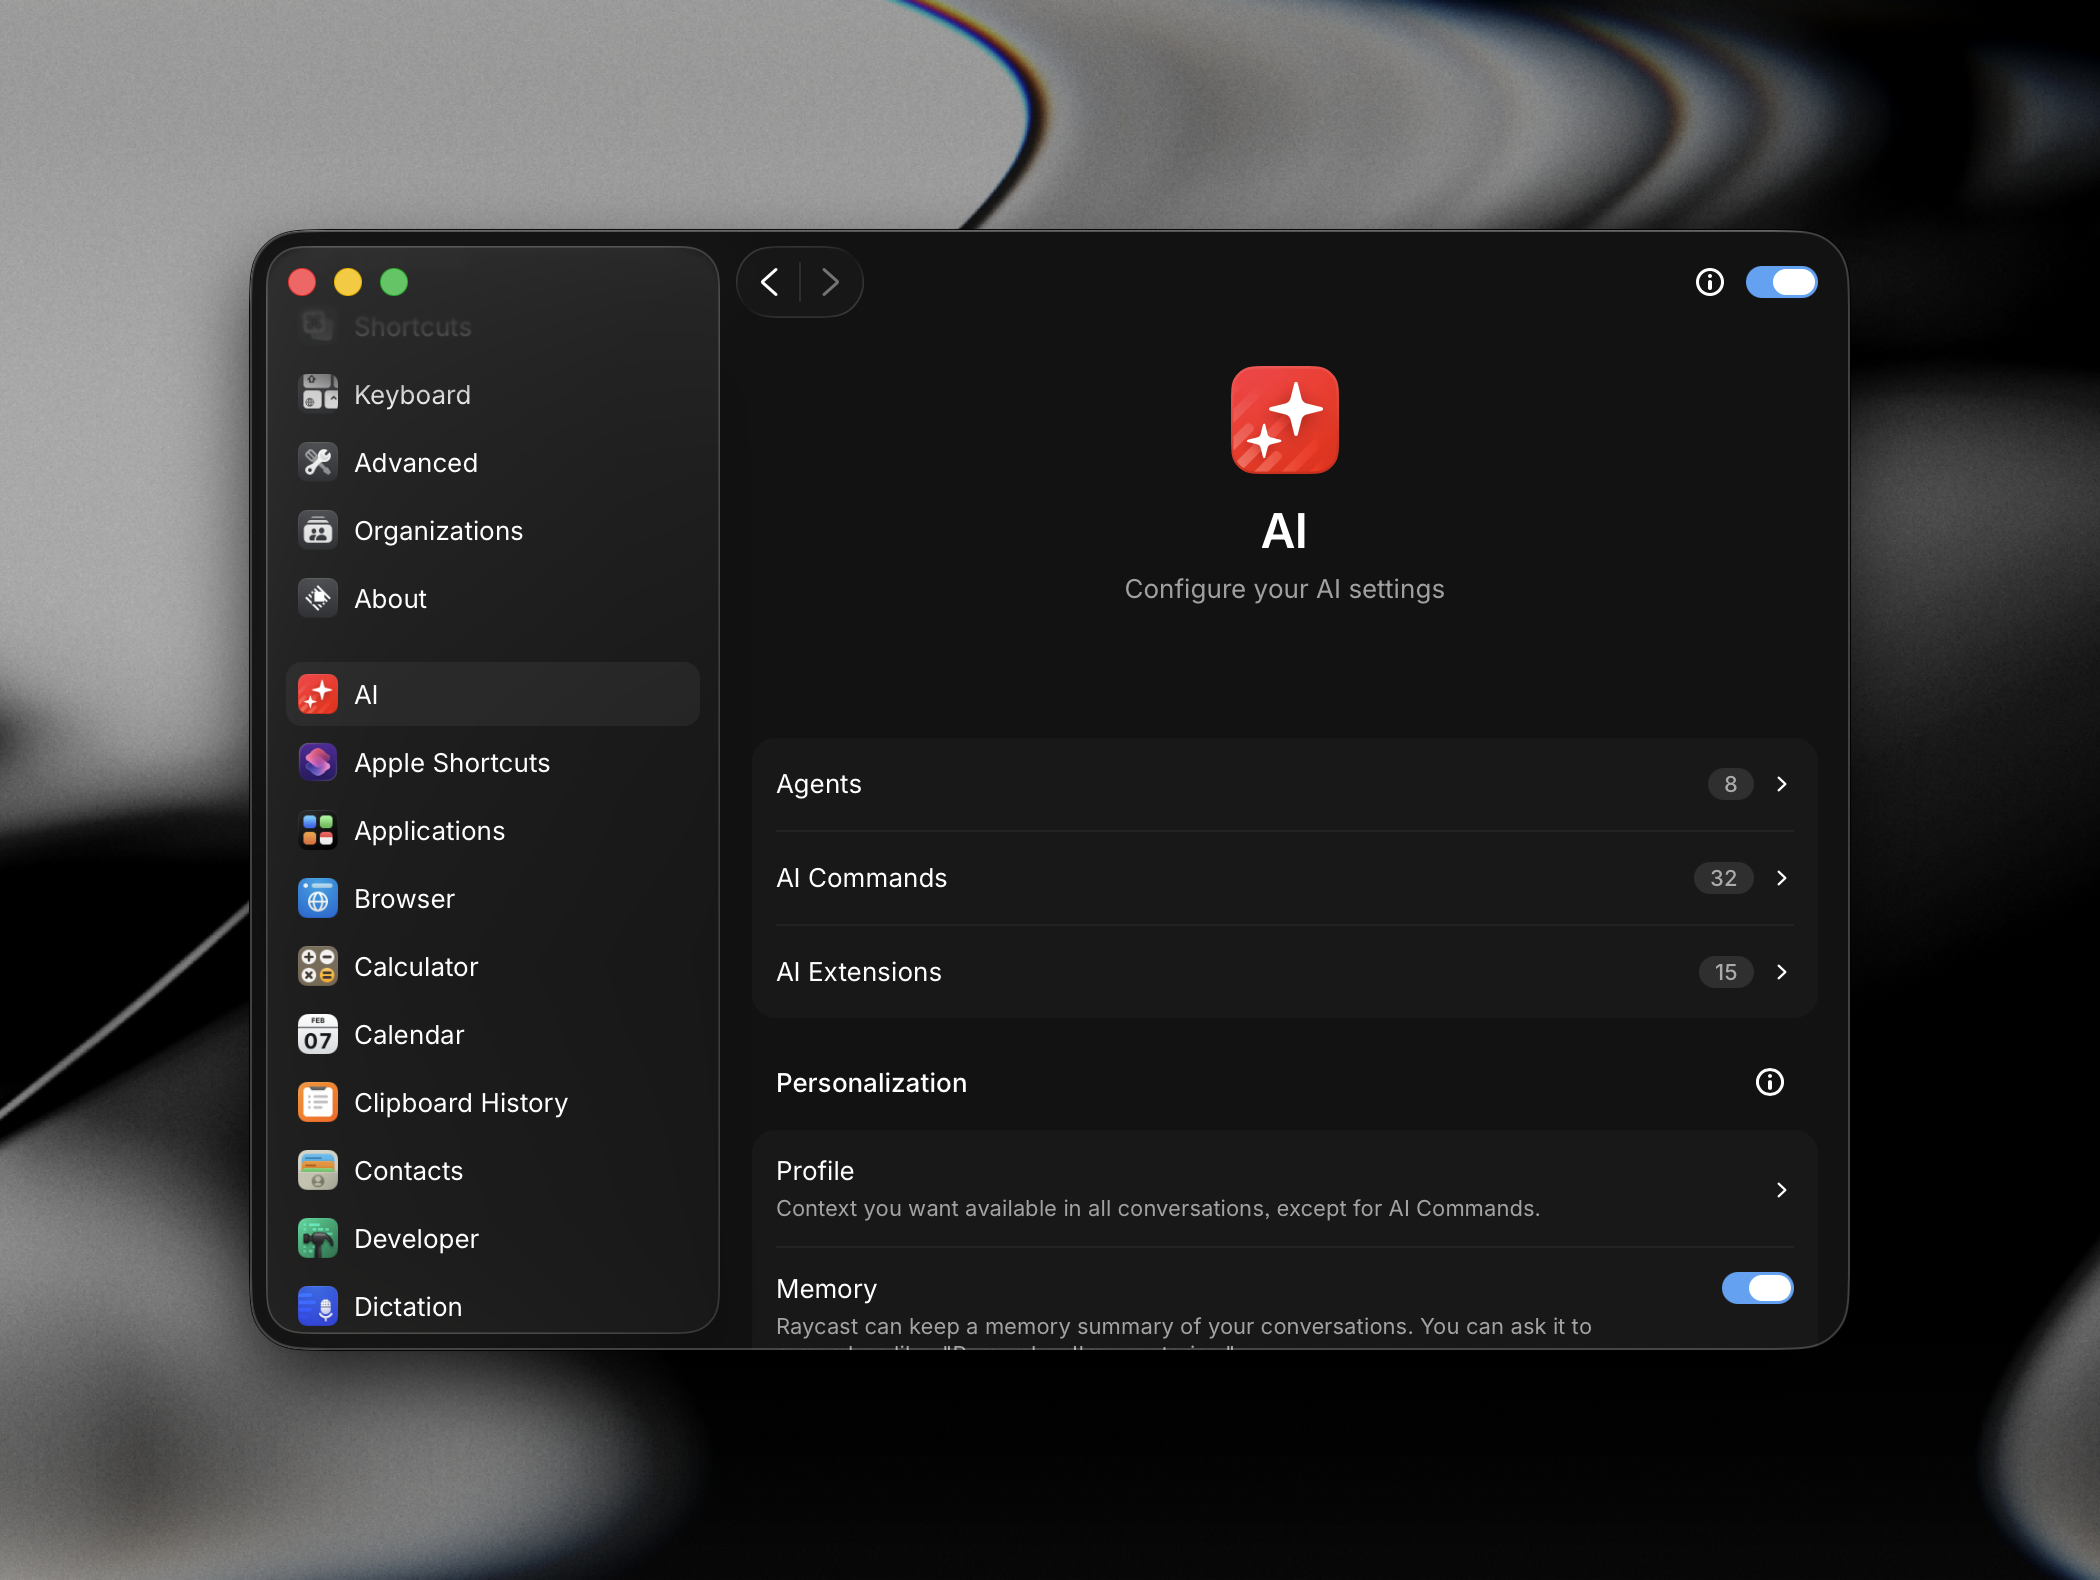 Shortcuts
Keyboard
Advanced
Organizations
About
AI
Apple Shortcuts
Applications
Browser
Calculator
FEB
07
Calendar
Clipboard History
Contacts
Developer
Dictation
AI
Configure your AI settings
Agents
8
AI Commands
32
AI Extensions
15
Personalization
Profile
Context you want available in all conversations, except for AI Commands.
Memory
Raycast can keep a memory summary of your conversations. You can ask it to